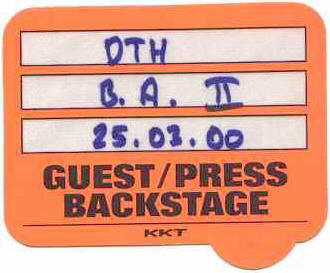 DTH
B. A. II
25.03.00
GUEST/PRESS
BACKSTAGE
KKT